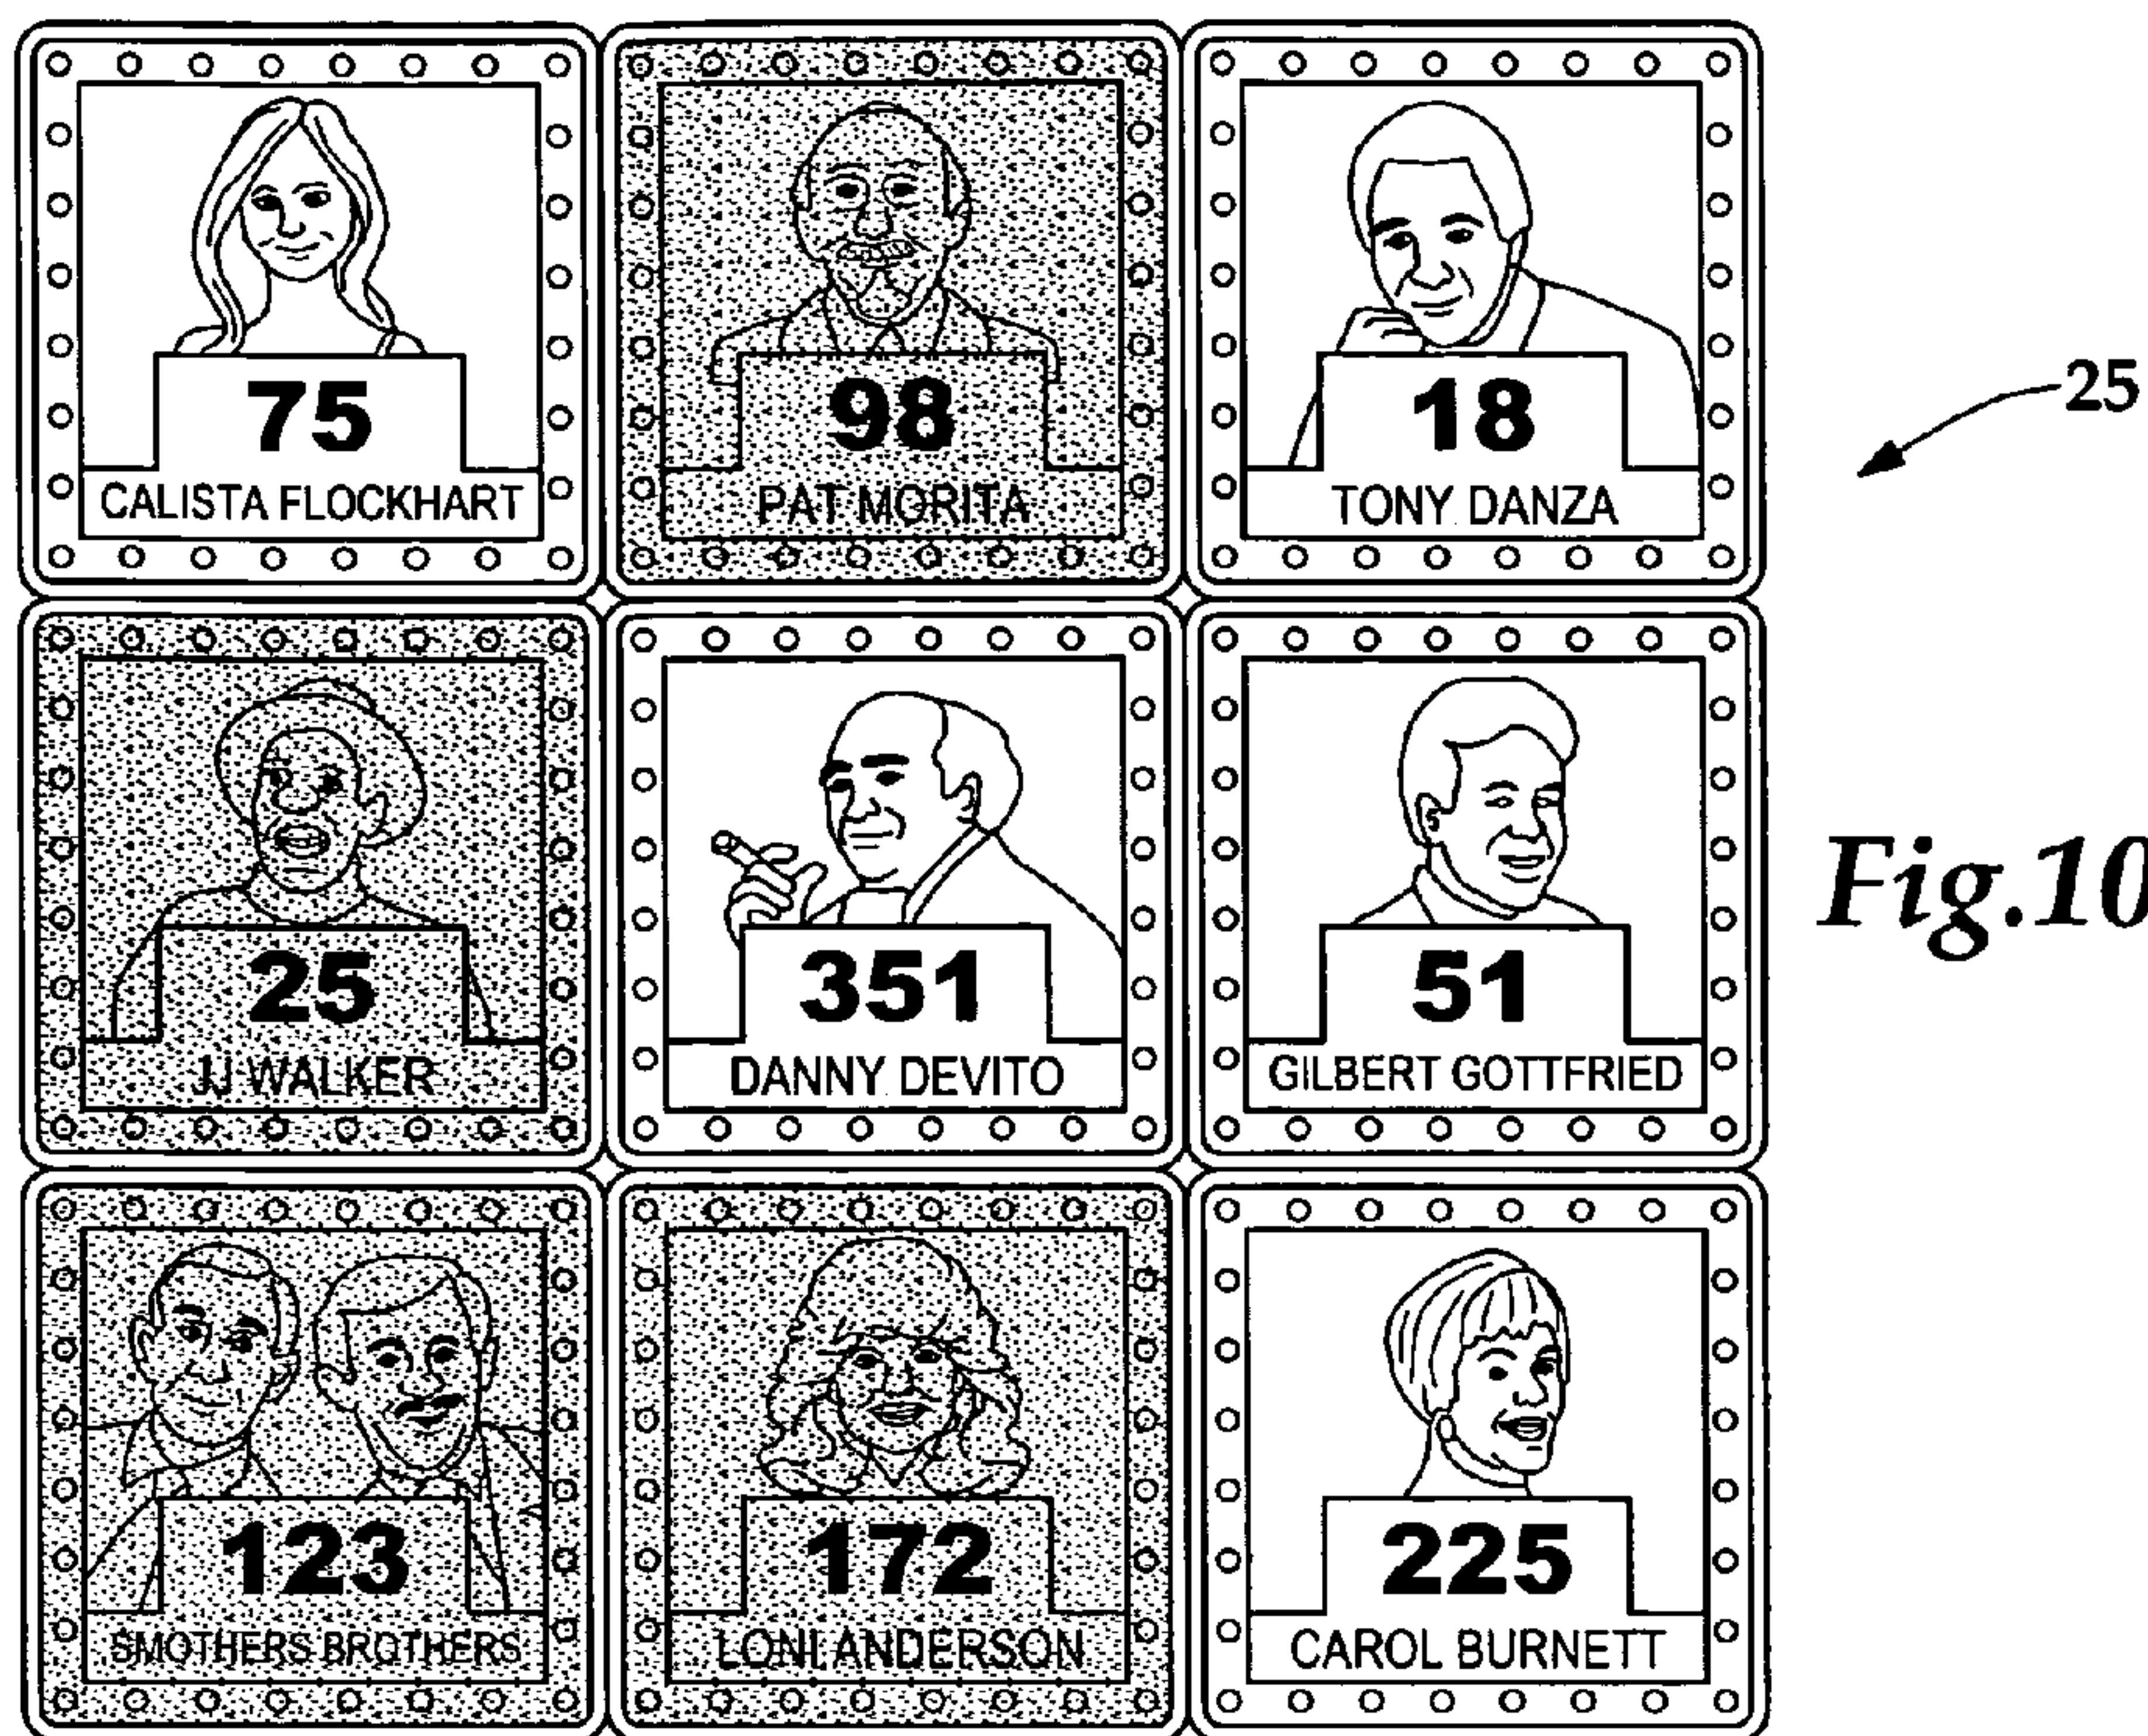 75
CALISTA FLOCKHART
98
PAT MORITA
18
TONY DANZA
25
25
JJ WALKER
351
DANNY DEVITO
51
GILBERT GOTTFRIED
Fig.10
123
SMOTHERS BROTHERS
172
LONI ANDERSON
225
CAROL BURNETT